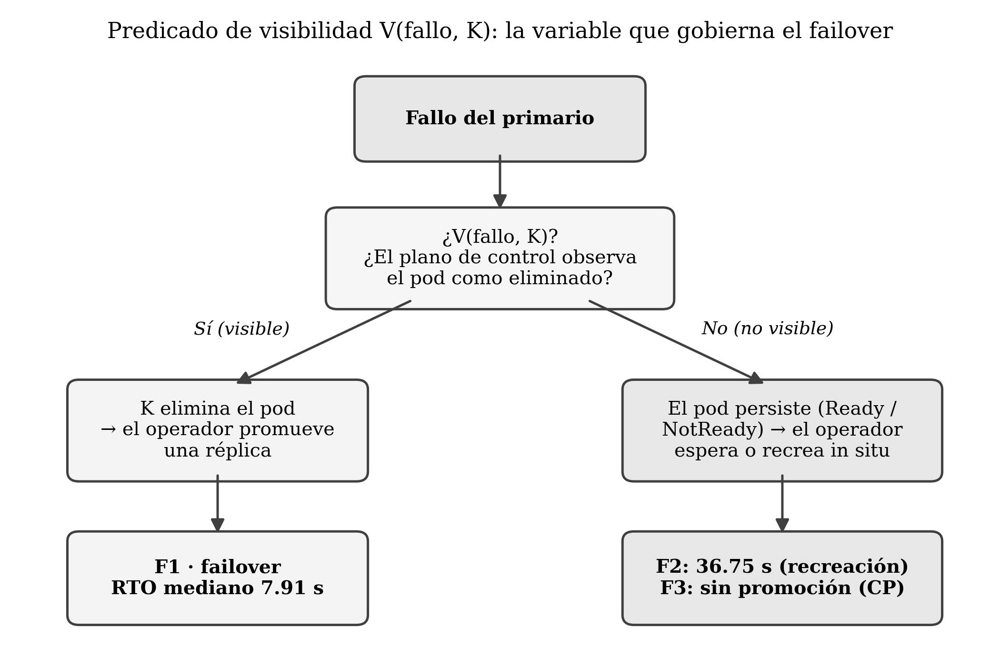 Predicado de visibilidad V(fallo, K): la variable que gobierna el failover
Fallo del primario
¿V(fallo, K)?
¿El plano de control observa
el pod como eliminado?
Sí (visible)
No (no visible)
K elimina el pod
→ el operador promueve
una réplica
El pod persiste (Ready /
NotReady) → el operador
espera o recrea in situ
F1 · failover
RTO mediano 7.91 s
F2: 36.75 s (recreación)
F3: sin promoción (CP)